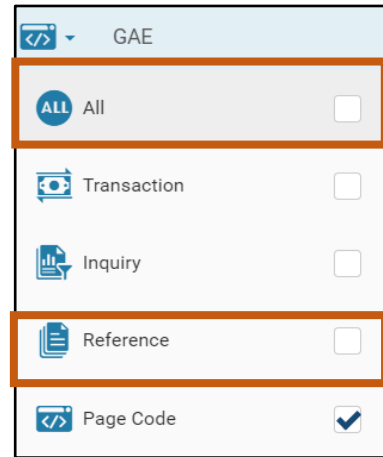 </> GAE
ALL All
Transaction
Inquiry
Reference
</> Page Code